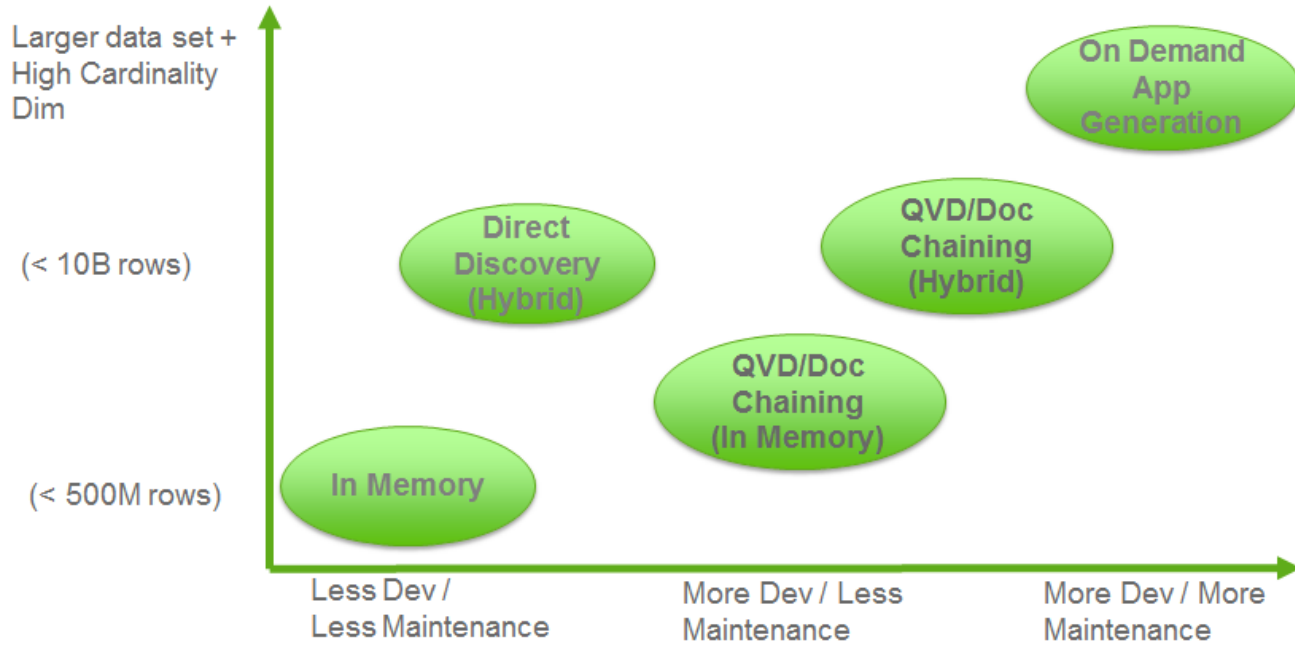 Larger data set +
High Cardinality
Dim
On Demand
App
Generation
(< 10B rows)
Direct
Discovery
(Hybrid)
QVD/Doc
Chaining
(Hybrid)
QVD/Doc
Chaining
(In Memory)
(< 500M rows)
In Memory
Less Dev /
Less Maintenance
More Dev / Less
Maintenance
More Dev / More
Maintenance